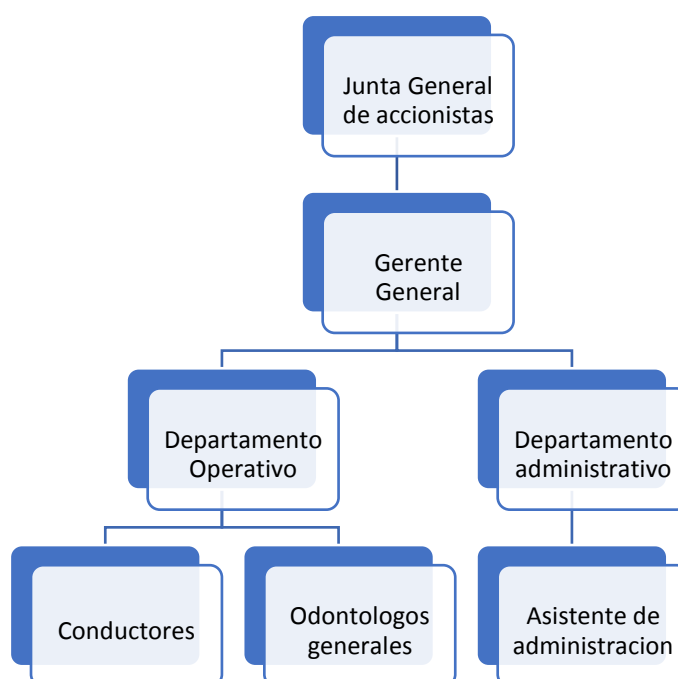 Junta General
de accionistas
Gerente
General
Departamento
Operativo
Departamento
administrativo
Conductores
Odontologos
generales
Asistente de
administracion